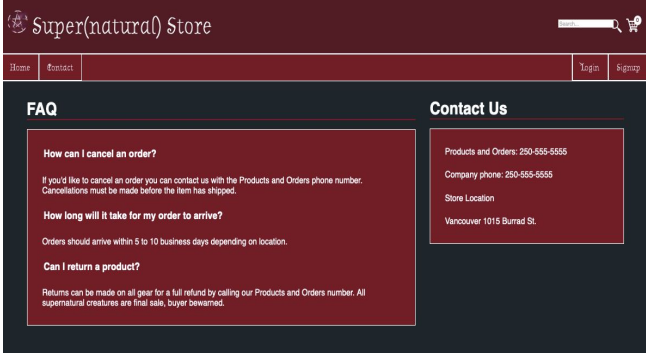 Super(natural) Store
Search...
0
Home
Contact
Login
Signup
FAQ
How can I cancel an order?
If you'd like to cancel an order you can contact us with the Products and Orders phone number.
Cancellations must be made before the item has shipped.
How long will it take for my order to arrive?
Orders should arrive within 5 to 10 business days depending on location.
Can I return a product?
Returns can be made on all gear for a full refund by calling our Products and Orders number. All
supernatural creatures are final sale, buyer bewarned.
Contact Us
Products and Orders: 250-555-5555
Company phone: 250-555-5555
Store Location
Vancouver 1015 Burrad St.